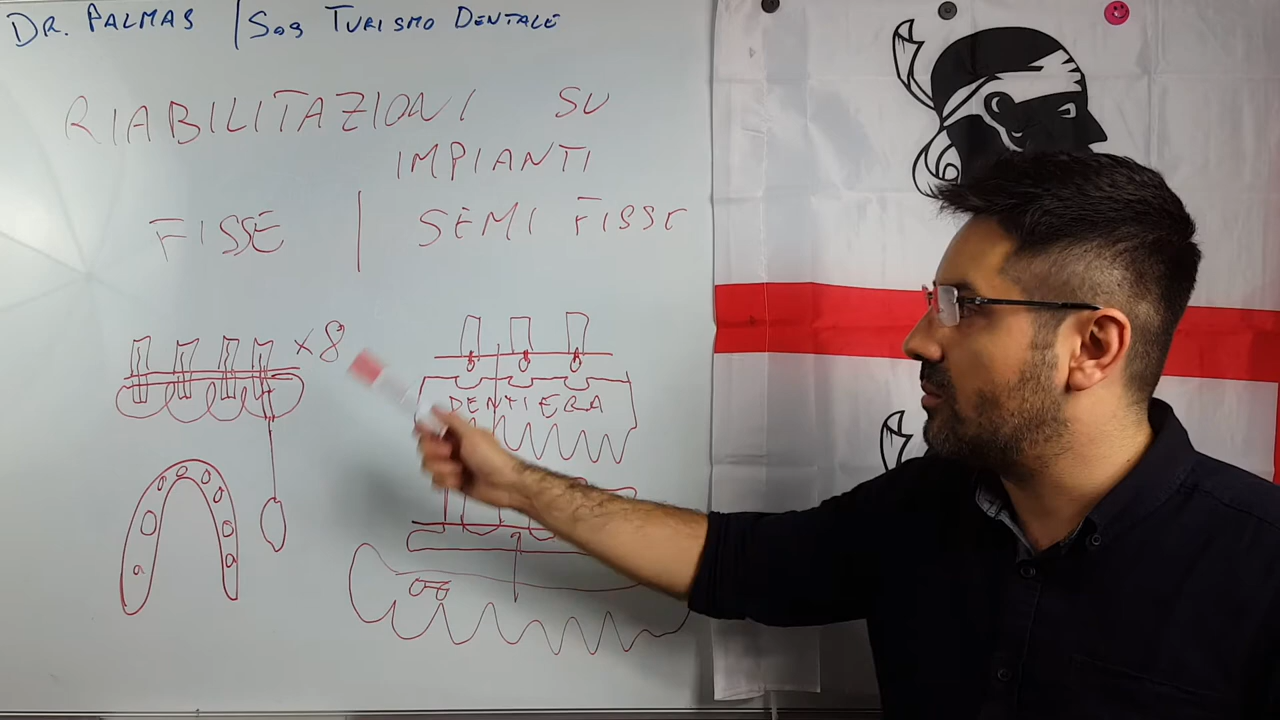 DR. PALMAS | SOS TURISMO DENTALE
RIABILITAZIONI SU
IMPIANTI
FISSE | SEMI FISSE
x8
DENTIERA